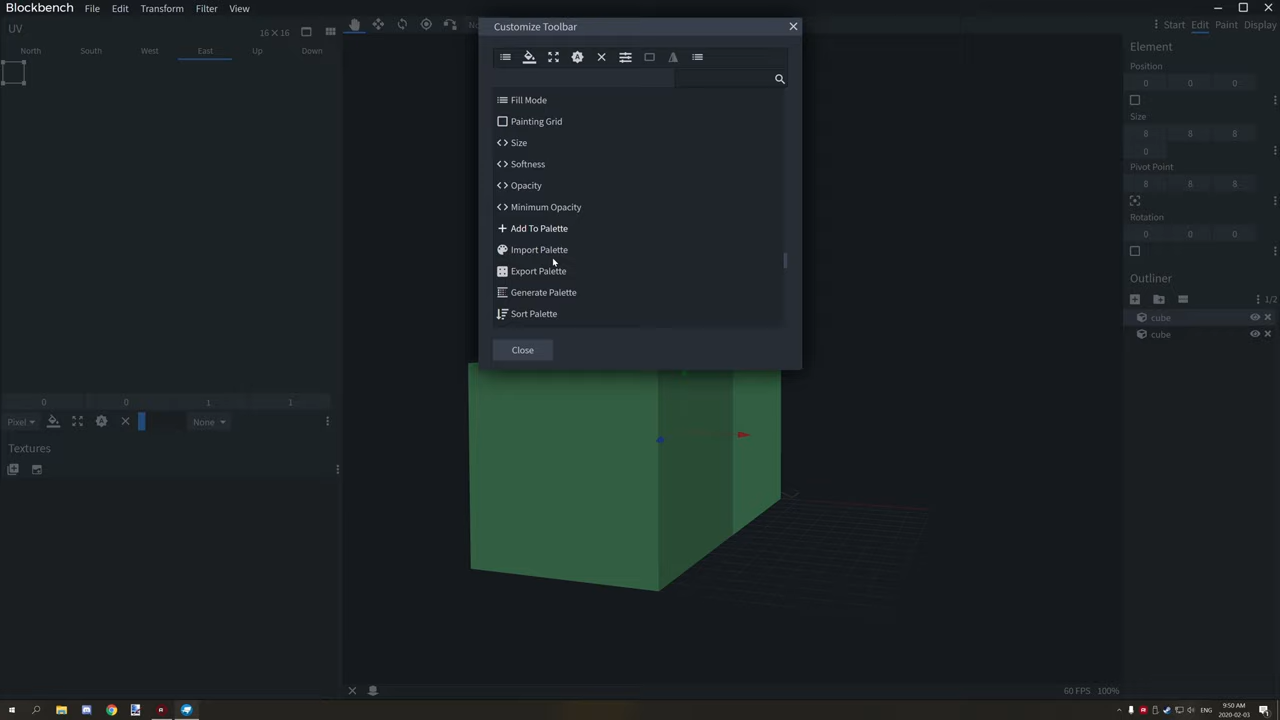 Blockbench File Edit Transform Filter View
Customize Toolbar
Start Edit Paint Display
UV
16 × 16
North South West East Up Down
Fill Mode
Painting Grid
Size
Softness
Opacity
Minimum Opacity
Add To Palette
Import Palette
Export Palette
Generate Palette
Sort Palette
Close
Element
Position
0 0 0
Size
8 8 8
0
Pivot Point
8 8 8
Rotation
0 0 0
Outliner
1/2
cube
cube
0 0 1 1
Pixel
None
Textures
60 FPS 100%
ENG
9:50 AM
2020-02-03